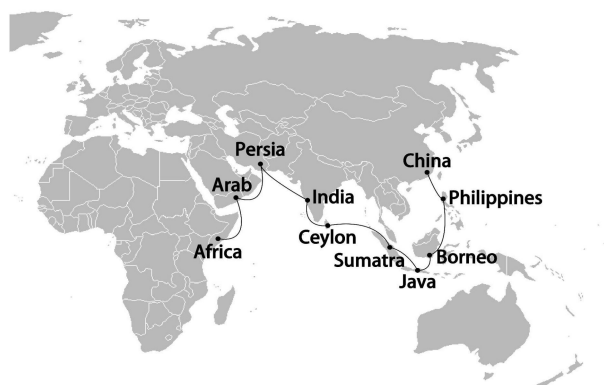 Persia
China
Arab
India
Philippines
Ceylon
Africa
Sumatra
Borneo
Java